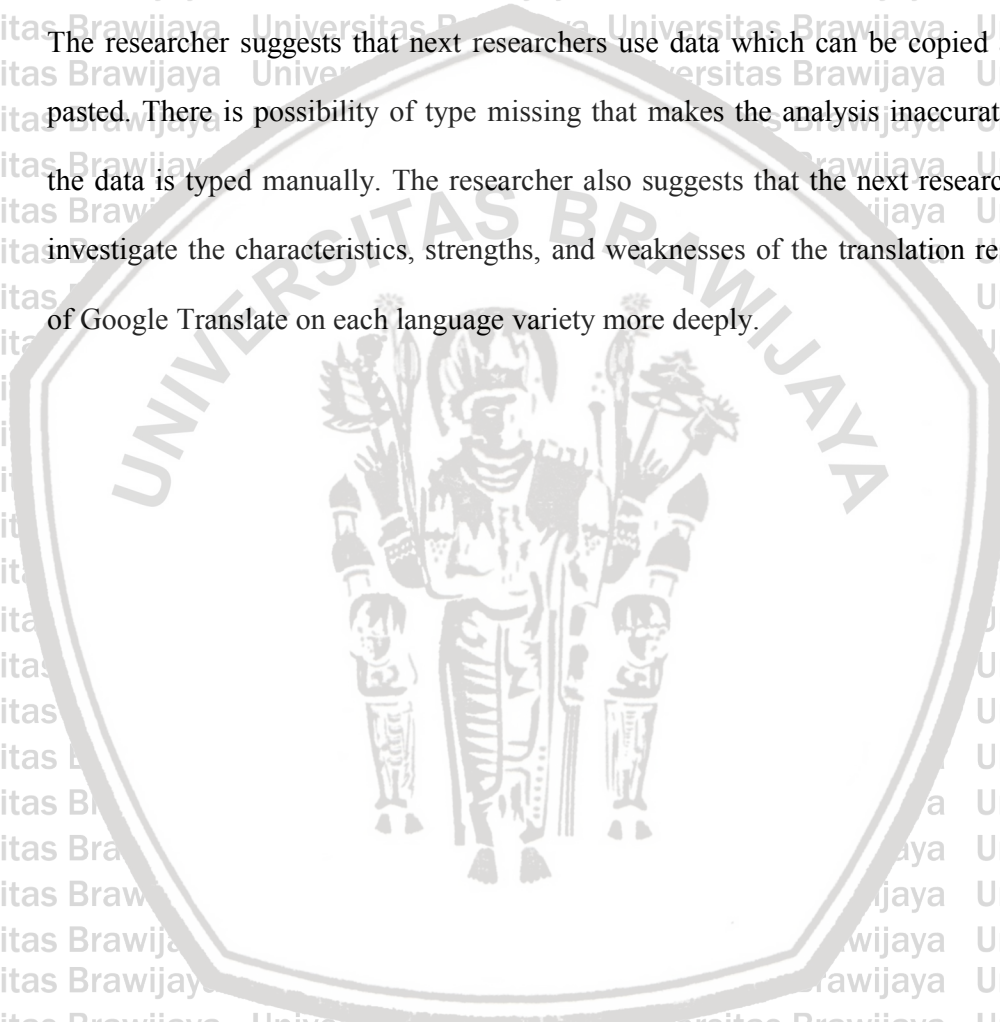 The researcher suggests that next researchers use data which can be copied
pasted. There is possibility of type missing that makes the analysis inaccurat
the data is typed manually. The researcher also suggests that the next researc
investigate the characteristics, strengths, and weaknesses of the translation re
of Google Translate on each language variety more deeply.
UNIVERSITAS BRAWIJAYA